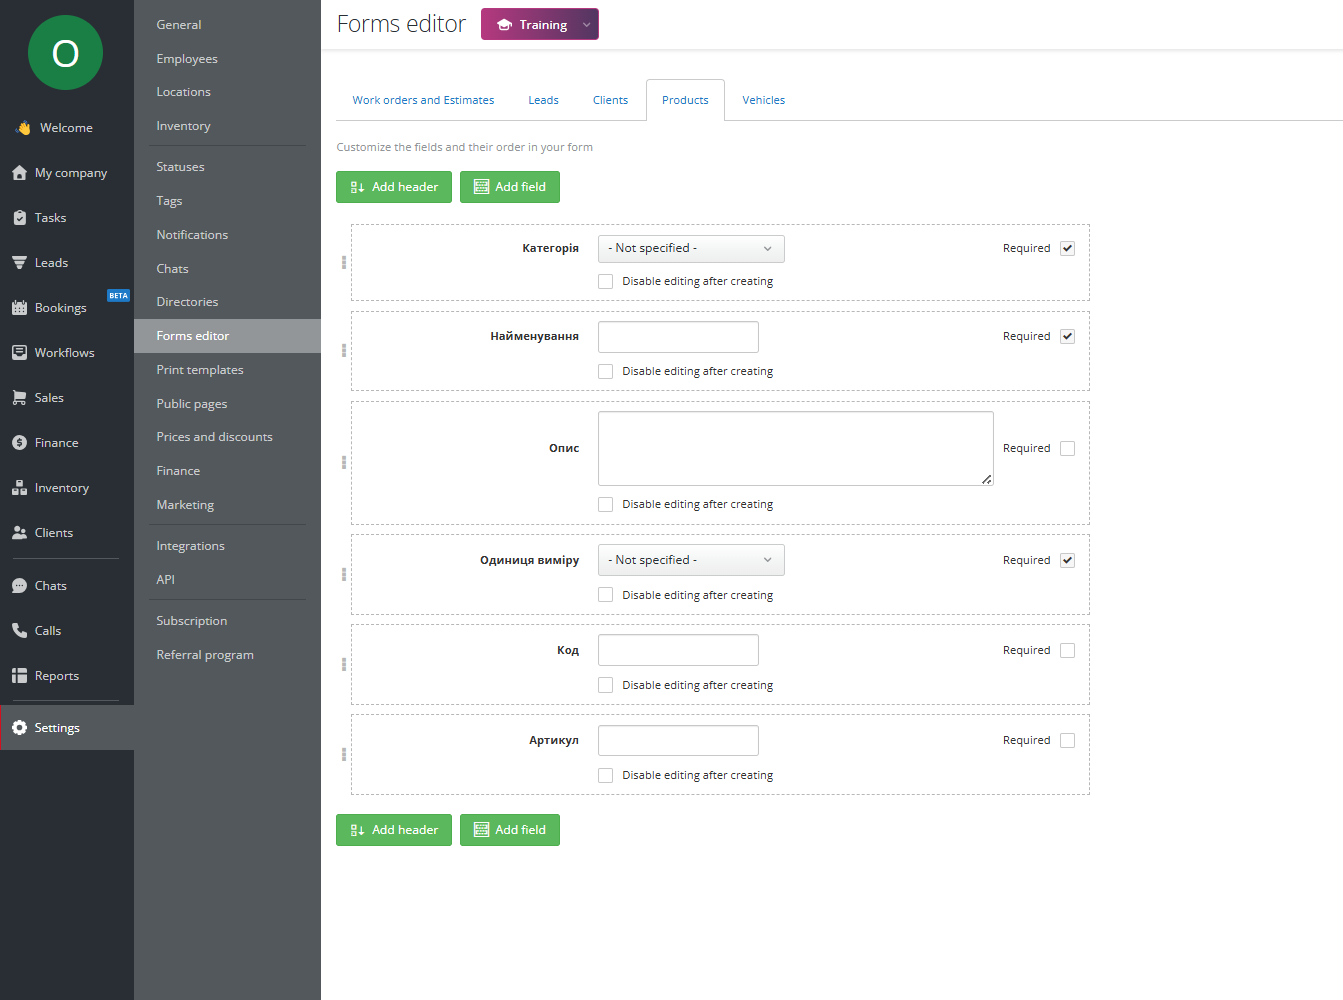 O
Welcome
My company
Tasks
Leads
Bookings BETA
Workflows
Sales
Finance
Inventory
Clients
Chats
Calls
Reports
Settings
General
Employees
Locations
Inventory
Statuses
Tags
Notifications
Chats
Directories
Forms editor
Print templates
Public pages
Prices and discounts
Finance
Marketing
Integrations
API
Subscription
Referral program
Forms editor Training
Work orders and Estimates Leads Clients Products Vehicles
Customize the fields and their order in your form
Add header Add field
Категорія - Not specified - Required
Disable editing after creating
Найменування Required
Disable editing after creating
Опис Required
Disable editing after creating
Одиниця виміру - Not specified - Required
Disable editing after creating
Код Required
Disable editing after creating
Артикул Required
Disable editing after creating
Add header Add field